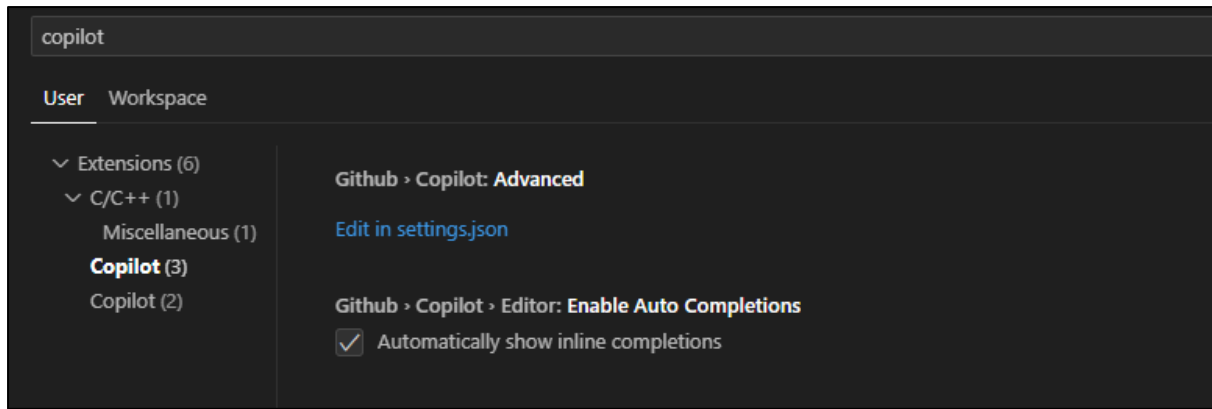 copilot
User Workspace
Extensions (6)
C/C++ (1)
Miscellaneous (1)
Copilot (3)
Copilot (2)
Github › Copilot: Advanced
Edit in settings.json
Github › Copilot › Editor: Enable Auto Completions
Automatically show inline completions